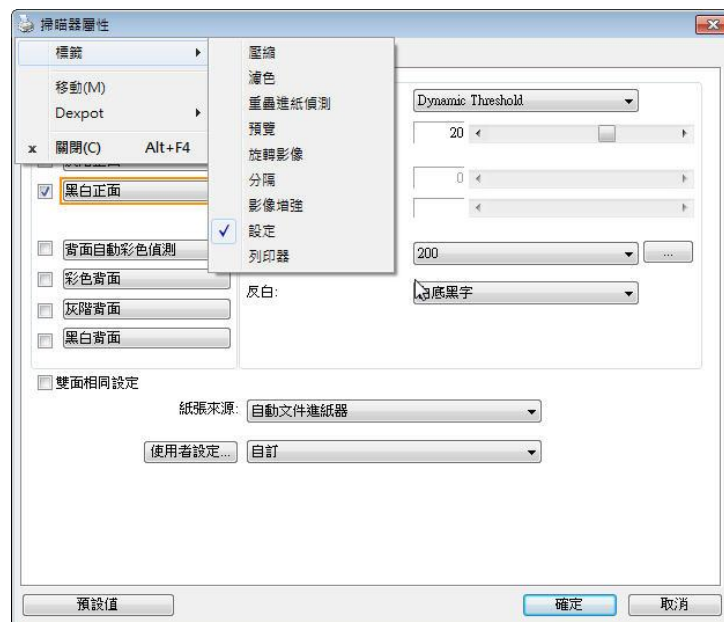 掃瞄器屬性
標籤
移動(M)
Dexpot
x 關閉(C) Alt+F4
壓縮
濾色
重疊進紙偵測
預覽
旋轉影像
分隔
影像增強
設定
列印器
Dynamic Threshold
20
0
黑白正面
背面自動彩色偵測
200
...
彩色背面
反白:
底黑字
灰階背面
黑白背面
雙面相同設定
紙張來源: 自動文件進紙器
使用者設定... 自訂
預設值
確定
取消